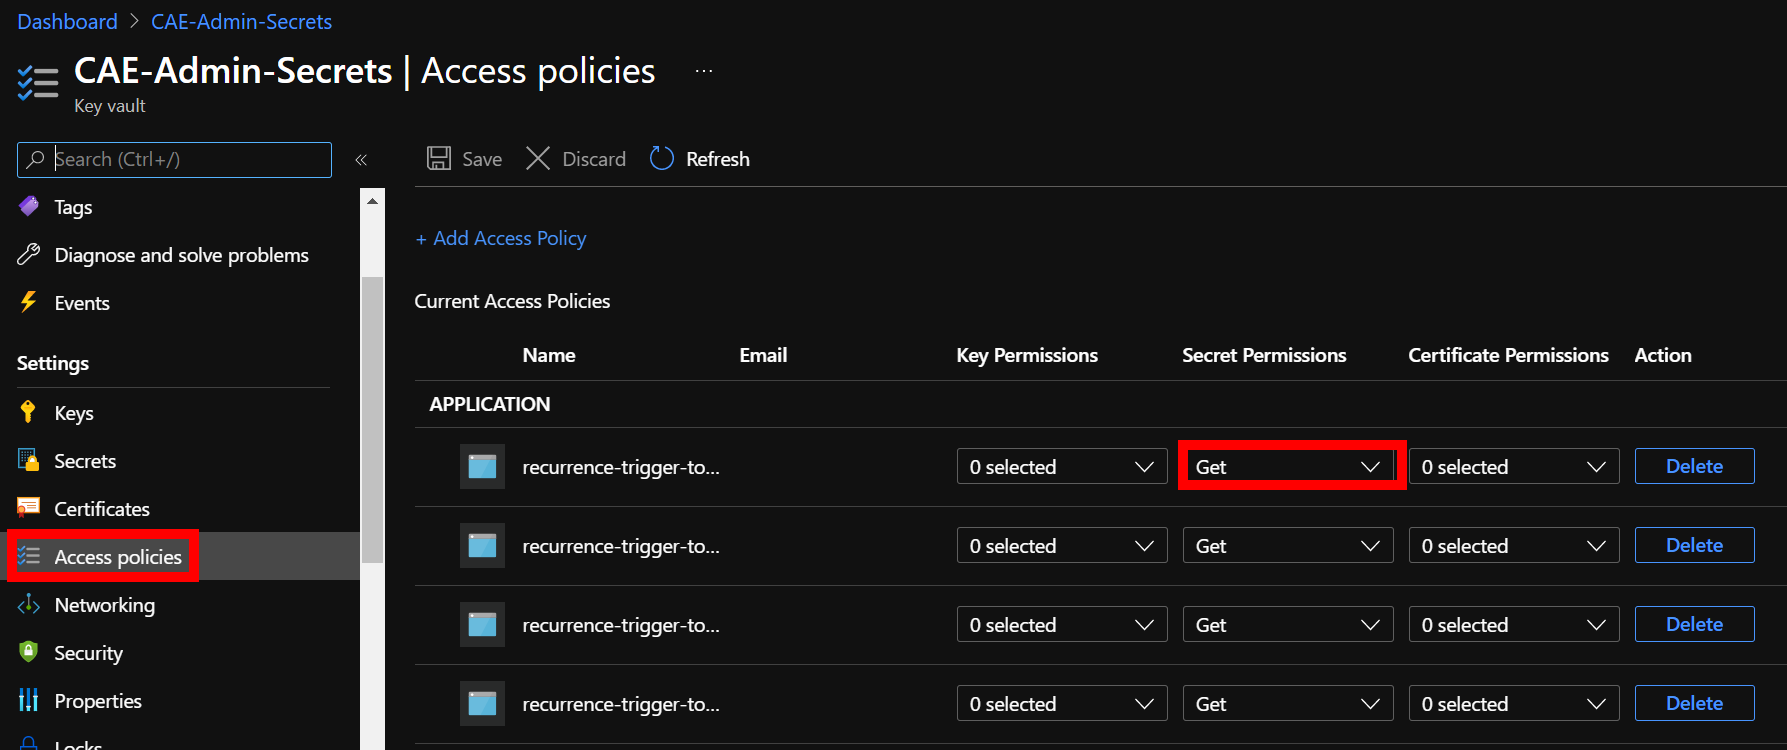 Dashboard > CAE-Admin-Secrets
CAE-Admin-Secrets | Access policies ...
Key vault
Search (Ctrl+/) «
Save Discard Refresh
Tags
Diagnose and solve problems
Events
Settings
Keys
Secrets
Certificates
Access policies
Networking
Security
Properties
Locks
+ Add Access Policy
Current Access Policies
Name Email Key Permissions Secret Permissions Certificate Permissions Action
APPLICATION
recurrence-trigger-to... 0 selected Get 0 selected Delete
recurrence-trigger-to... 0 selected Get 0 selected Delete
recurrence-trigger-to... 0 selected Get 0 selected Delete
recurrence-trigger-to... 0 selected Get 0 selected Delete